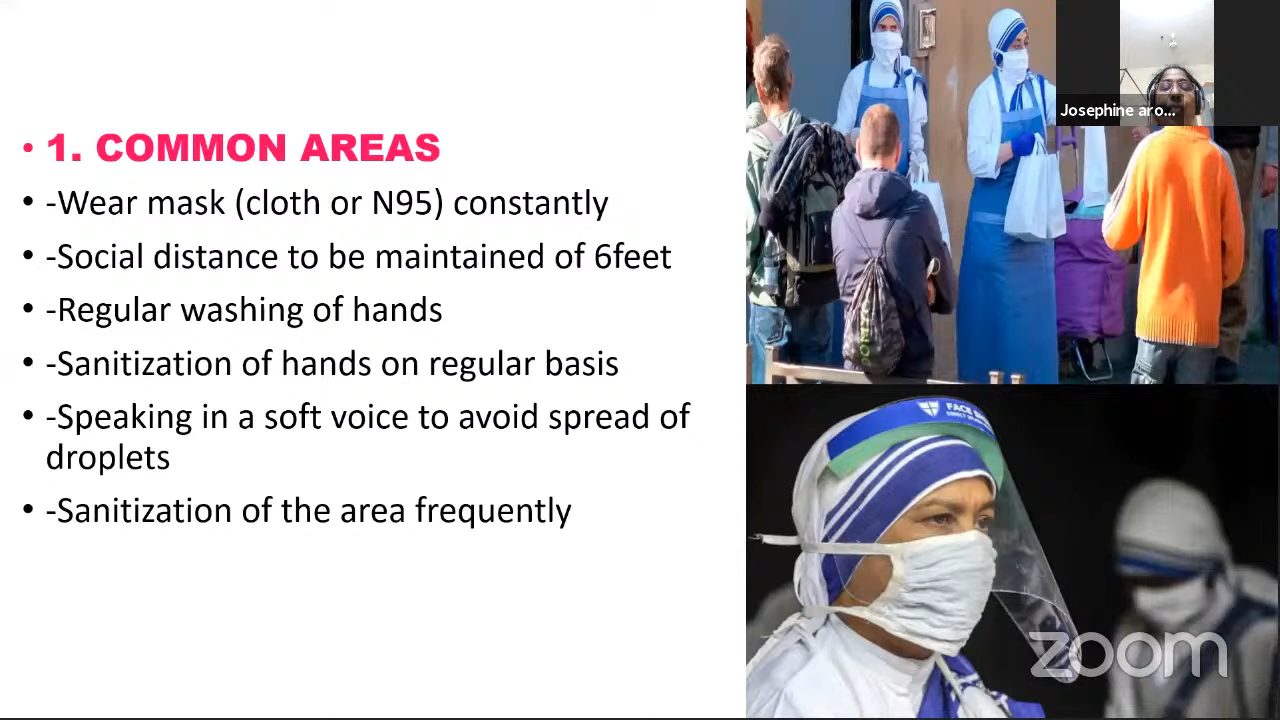 • 1. COMMON AREAS
• -Wear mask (cloth or N95) constantly
• -Social distance to be maintained of 6feet
• -Regular washing of hands
• -Sanitization of hands on regular basis
• -Speaking in a soft voice to avoid spread of
droplets
• -Sanitization of the area frequently
Josephine aro...
FACE
zoom